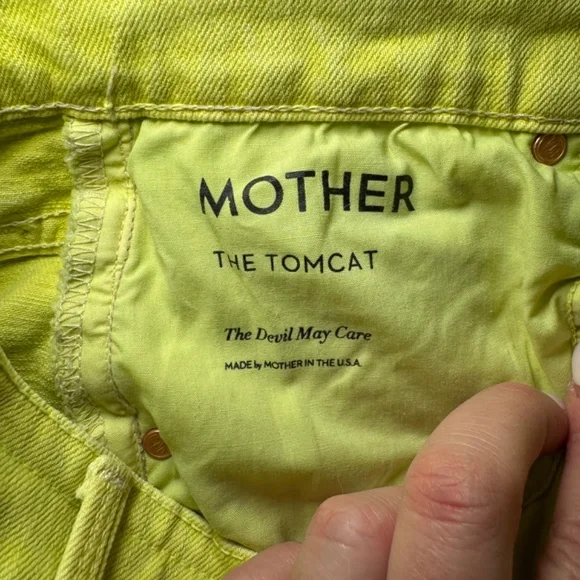 MOTHER
THE TOMCAT
The Devil May Care
MADE by MOTHER IN THE U.S.A.